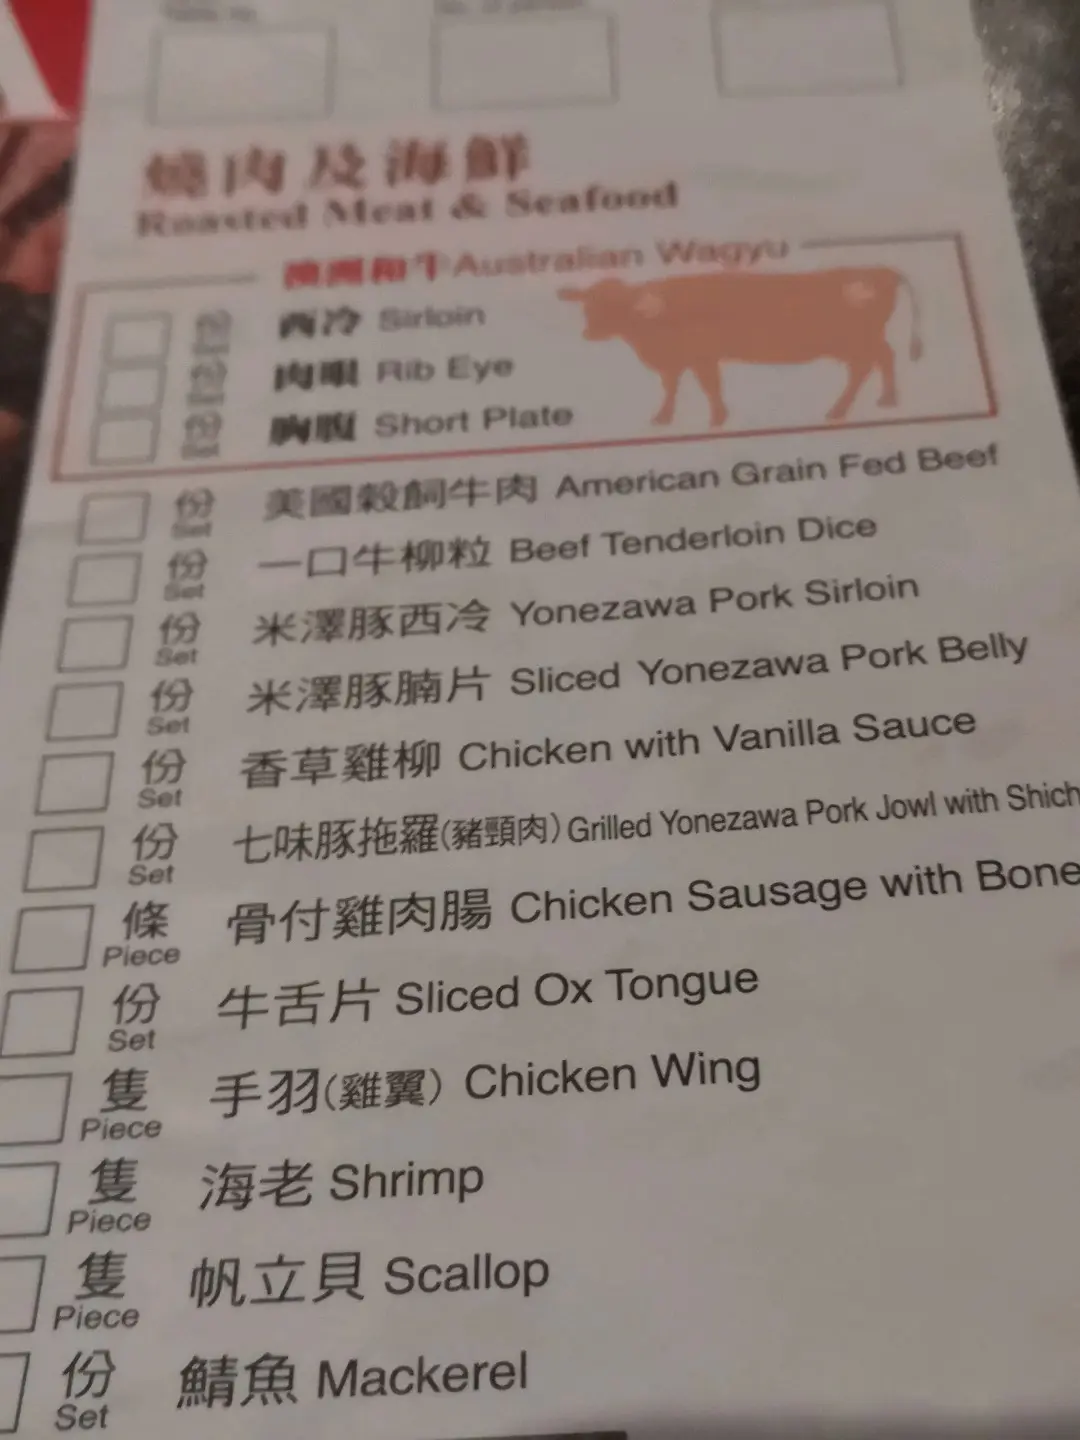 燒肉及海鮮
Roasted Meat & Seafood
澳洲和牛 Australian Wagyu
份 Set 西冷 Sirloin
份 Set 肉眼 Rib Eye
份 Set 胸腹 Short Plate
份 Set 美國穀飼牛肉 American Grain Fed Beef
份 Set 一口牛柳粒 Beef Tenderloin Dice
份 Set 米澤豚西冷 Yonezawa Pork Sirloin
份 Set 米澤豚腩片 Sliced Yonezawa Pork Belly
份 Set 香草雞柳 Chicken with Vanilla Sauce
份 Set 七味豚拖羅(豬頸肉) Grilled Yonezawa Pork Jowl with Shich
條 Piece 骨付雞肉腸 Chicken Sausage with Bone
份 Set 牛舌片 Sliced Ox Tongue
隻 Piece 手羽(雞翼) Chicken Wing
隻 Piece 海老 Shrimp
隻 Piece 帆立貝 Scallop
份 Set 鯖魚 Mackerel